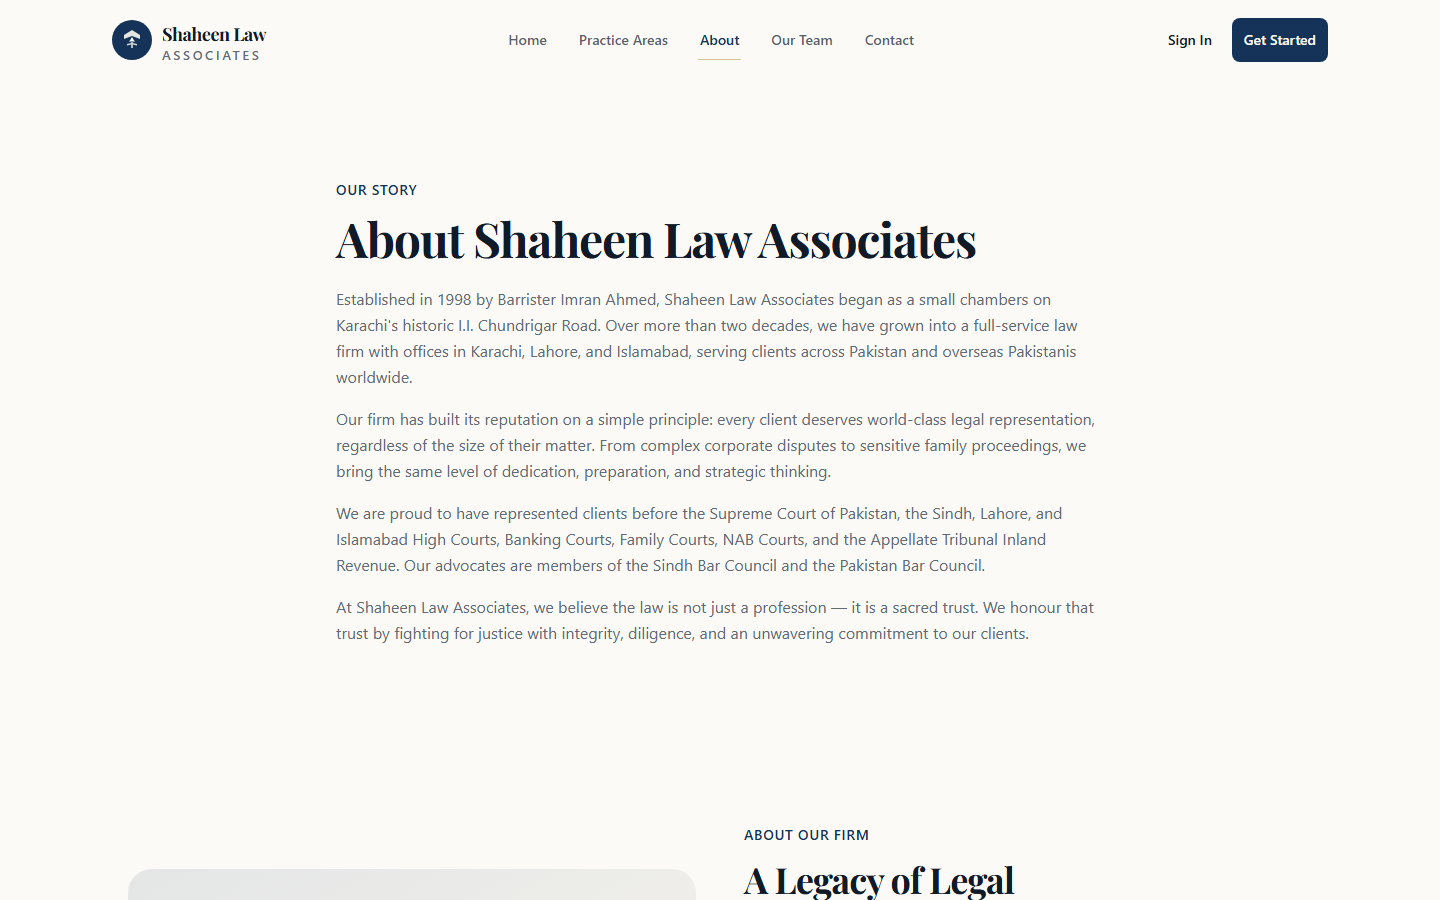 Shaheen Law
ASSOCIATES
Home
Practice Areas
About
Our Team
Contact
Sign In
Get Started
OUR STORY
About Shaheen Law Associates
Established in 1998 by Barrister Imran Ahmed, Shaheen Law Associates began as a small chambers on
Karachi's historic I.I. Chundrigar Road. Over more than two decades, we have grown into a full-service law
firm with offices in Karachi, Lahore, and Islamabad, serving clients across Pakistan and overseas Pakistanis
worldwide.
Our firm has built its reputation on a simple principle: every client deserves world-class legal representation,
regardless of the size of their matter. From complex corporate disputes to sensitive family proceedings, we
bring the same level of dedication, preparation, and strategic thinking.
We are proud to have represented clients before the Supreme Court of Pakistan, the Sindh, Lahore, and
Islamabad High Courts, Banking Courts, Family Courts, NAB Courts, and the Appellate Tribunal Inland
Revenue. Our advocates are members of the Sindh Bar Council and the Pakistan Bar Council.
At Shaheen Law Associates, we believe the law is not just a profession — it is a sacred trust. We honour that
trust by fighting for justice with integrity, diligence, and an unwavering commitment to our clients.
ABOUT OUR FIRM
A Legacy of Legal